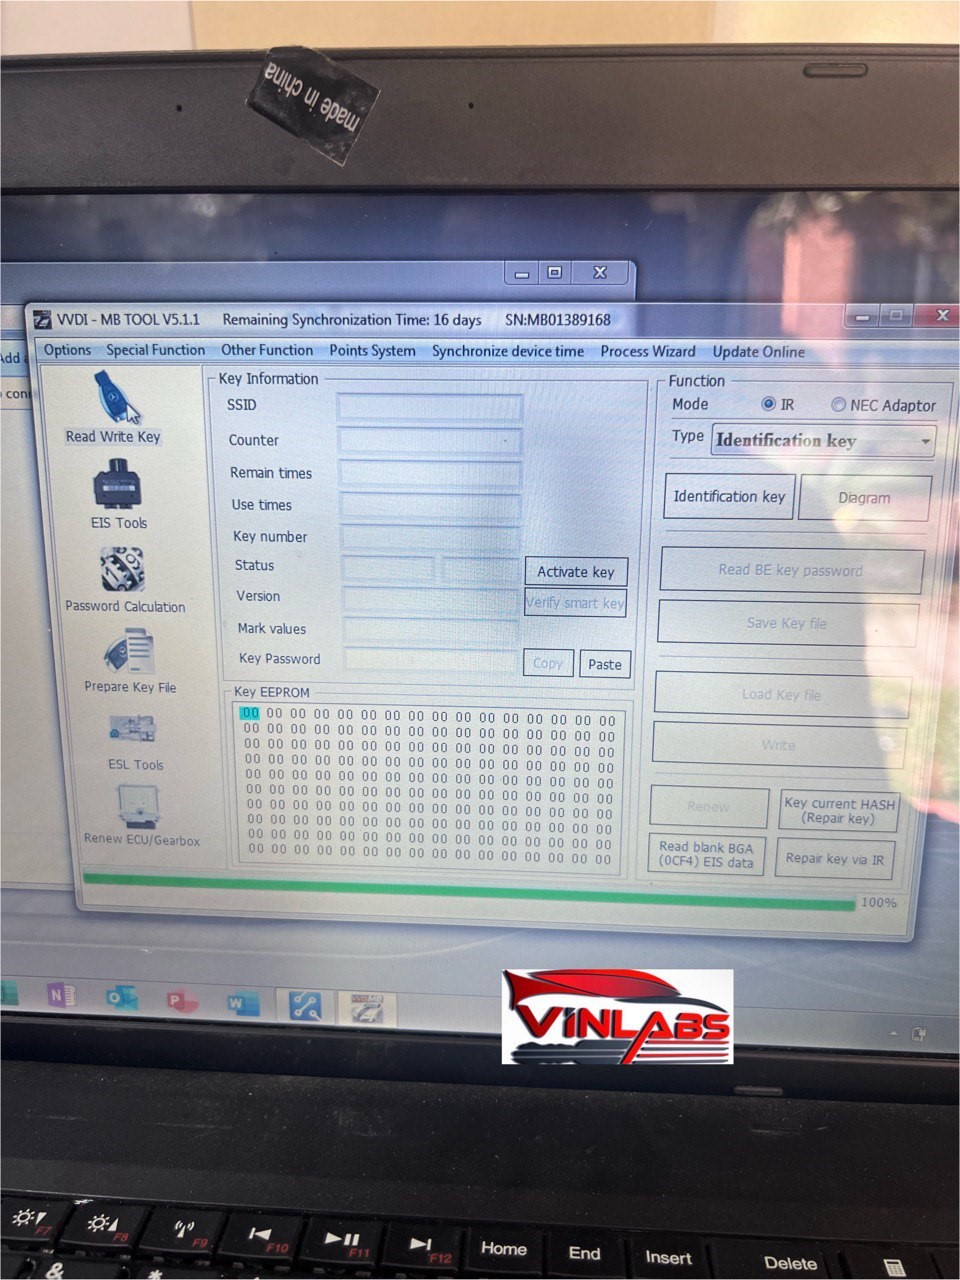 made in china
VVDI - MB TOOL V5.1.1 Remaining Synchronization Time: 16 days SN:MB01389168
Options Special Function Other Function Points System Synchronize device time Process Wizard Update Online
Add
Read Write Key
EIS Tools
Password Calculation
Prepare Key File
ESL Tools
Renew ECU/Gearbox
Key Information
SSID
Counter
Remain times
Use times
Key number
Status
Activate key
Version
Verify smart key
Mark values
Key Password
Copy
Paste
Key EEPROM
00 00 00 00 00 00 00 00 00 00 00 00 00 00 00 00
00 00 00 00 00 00 00 00 00 00 00 00 00 00 00 00
00 00 00 00 00 00 00 00 00 00 00 00 00 00 00 00
00 00 00 00 00 00 00 00 00 00 00 00 00 00 00 00
00 00 00 00 00 00 00 00 00 00 00 00 00 00 00 00
00 00 00 00 00 00 00 00 00 00 00 00 00 00 00 00
00 00 00 00 00 00 00 00 00 00 00 00 00 00 00 00
00 00 00 00 00 00 00 00 00 00 00 00 00 00 00 00
00 00 00 00 00 00 00 00 00 00 00 00 00 00 00 00
00 00 00 00 00 00 00 00 00 00 00 00 00 00 00 00
Function
Mode IR NEC Adaptor
Type Identification key
Identification key
Diagram
Read BE key password
Save Key file
Load Key file
Write
Renew
Key current HASH
(Repair key)
Read blank BGA
(0CF4) EIS data
Repair key via IR
100%
N
O
P
W
VINLABS
F7
F8
F9
F10
F11
F12
Home
End
Insert
Delete
&
*